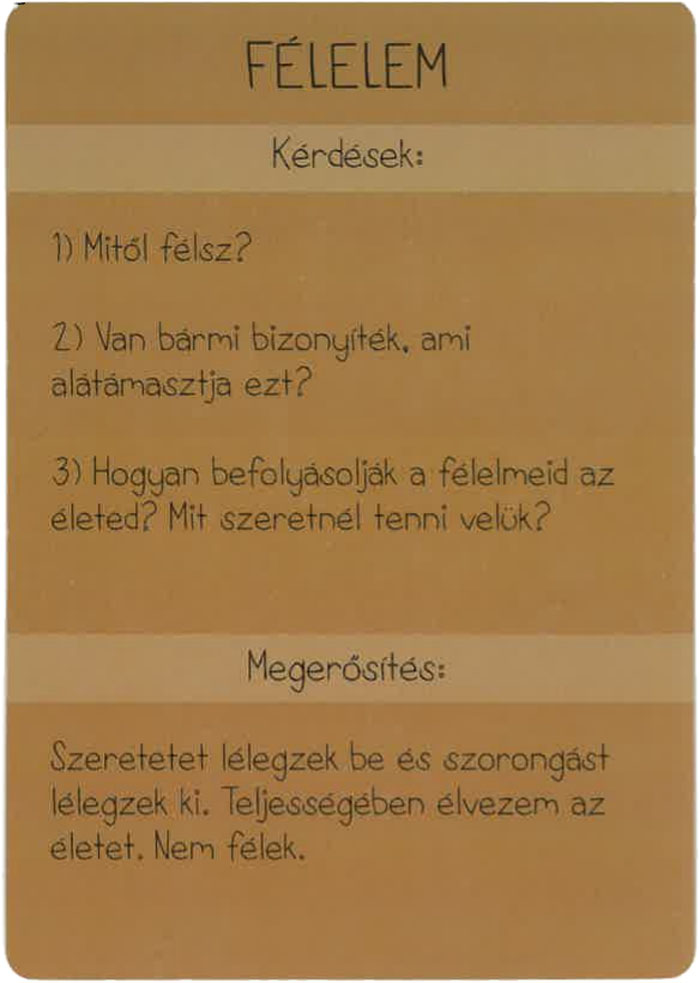 FÉLELEM
Kérdések:
1) Mitől félsz?
2) Van bármi bizonyíték, ami
alátámasztja ezt?
3) Hogyan befolyásolják a félelmeid az
életed? Mit szeretnél tenni velük?
Megerősítés:
Szeretetet lélegzek be és szorongást
lélegzek ki. Teljességében élvezem az
életet. Nem félek.